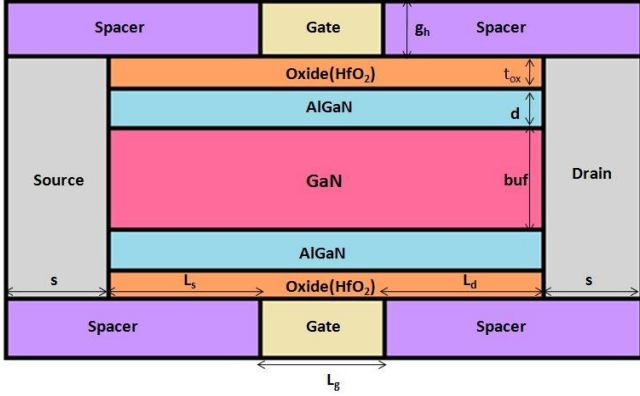 Spacer Gate gh Spacer
Oxide(HfO₂) tox
AlGaN d
Source GaN buf Drain
AlGaN
s Ls Oxide(HfO₂) Ld s
Spacer Gate Spacer
Lg